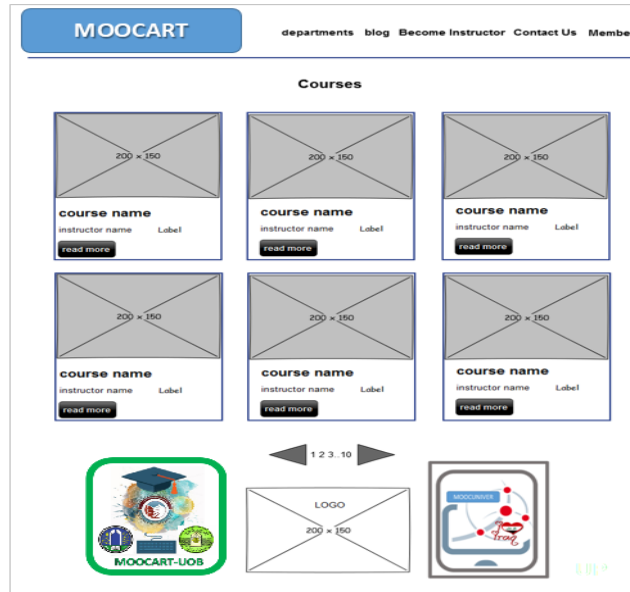 MOOCART
departments blog Become Instructor Contact Us Membe
Courses
200 x 150 200 x 150 200 x 150
course name course name course name
instructor name Label instructor name Label instructor name Label
read more read more read more
200 x 150 200 x 150 200 x 150
course name course name course name
instructor name Label instructor name Label instructor name Label
read more read more read more
1 2 3..10
LOGO
200 x 150
MOOCART-UOB
MOOCUNIVER
I
Iraq